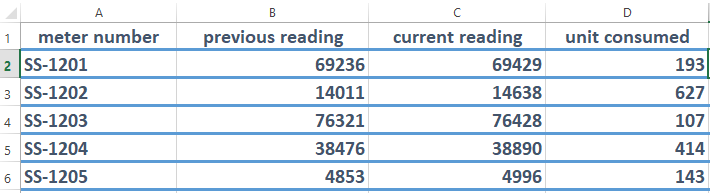 A B C D
1 meter number previous reading current reading unit consumed
2 SS-1201 69236 69429 193
3 SS-1202 14011 14638 627
4 SS-1203 76321 76428 107
5 SS-1204 38476 38890 414
6 SS-1205 4853 4996 143